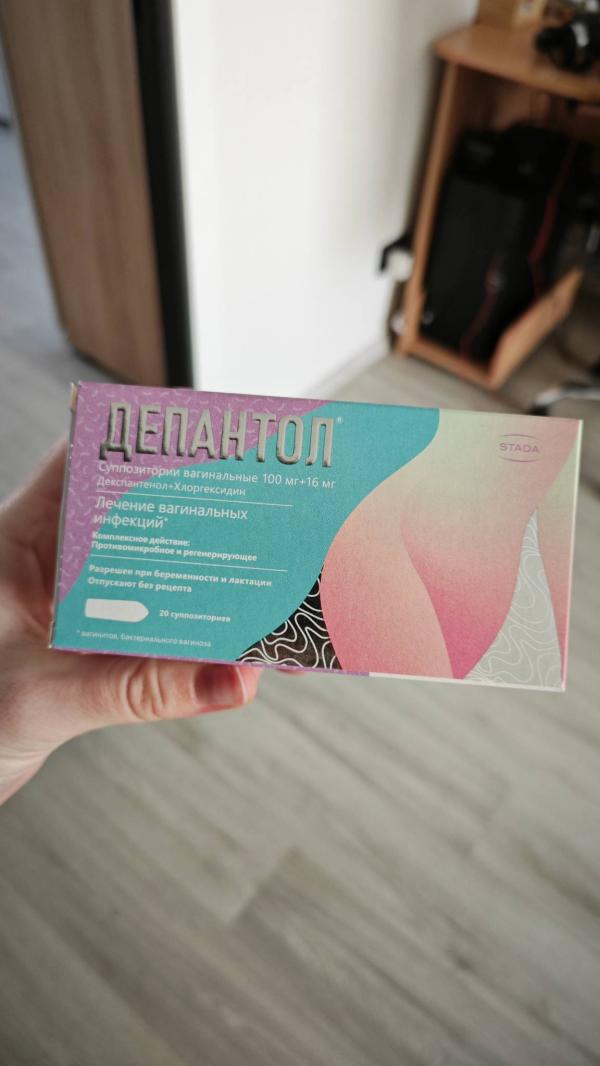 ДЕПАНТОЛ®
STADA
Суппозитории вагинальные 100 мг+16 мг
Декспантенол+Хлоргексидин
Лечение вагинальных
инфекций*
Комплексное действие:
Противомикробное и регенерирующее
Разрешен при беременности и лактации
Отпускают без рецепта
20 суппозиториев
* вагинитов, бактериального вагиноза